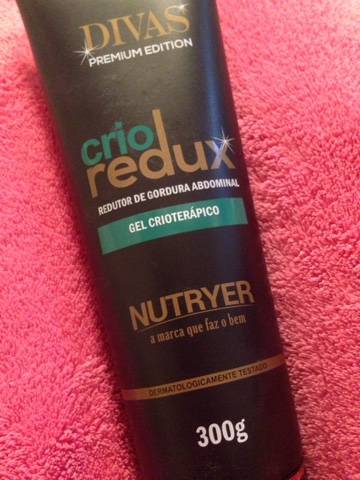 DIVAS
PREMIUM EDITION
crio
redux
REDUTOR DE GORDURA ABDOMINAL
GEL CRIOTERÁPICO
NUTRYER
a marca que faz o bem
DERMATOLOGICAMENTE TESTADO
300g